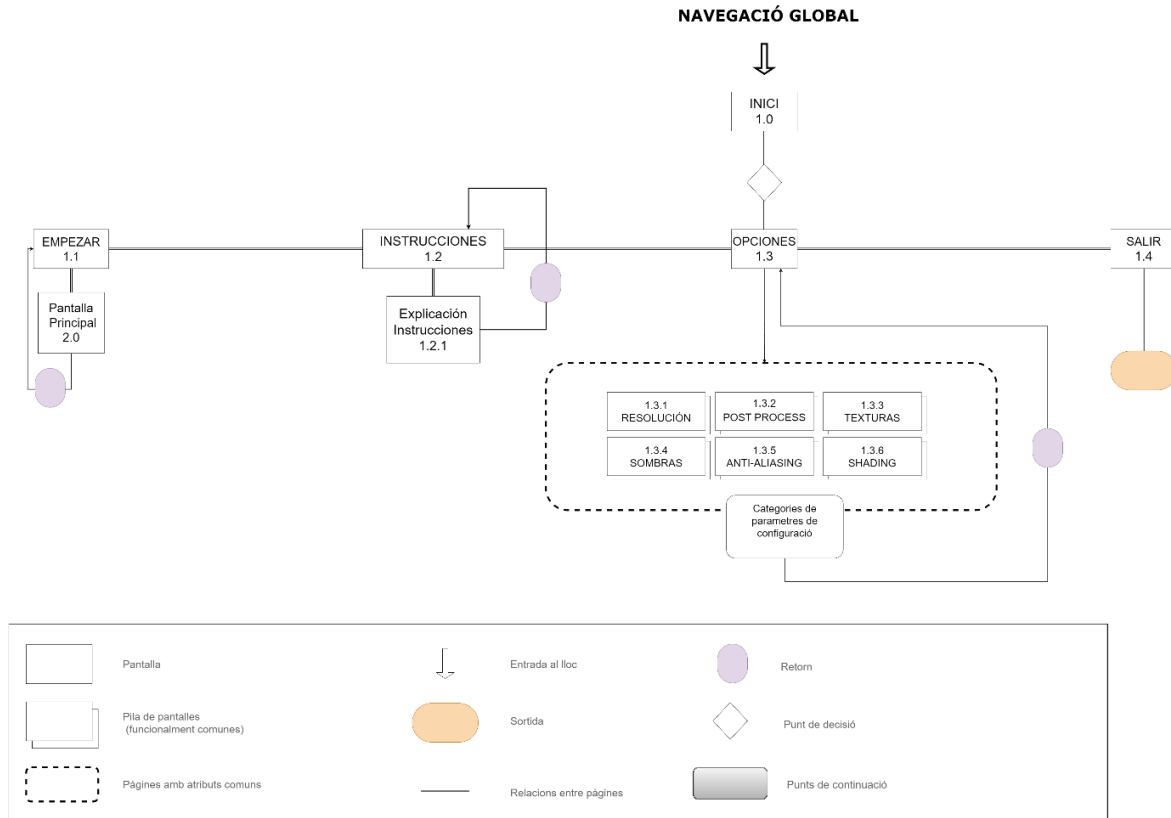 NAVEGACIÓ GLOBAL
INICI
1.0
EMPEZAR
1.1
INSTRUCCIONES
1.2
OPCIONES
1.3
SALIR
1.4
Pantalla
Principal
2.0
Explicación
Instrucciones
1.2.1
1.3.1
RESOLUCIÓN
1.3.2
POST PROCESS
1.3.3
TEXTURAS
1.3.4
SOMBRAS
1.3.5
ANTI-ALIASING
1.3.6
SHADING
Categories de
parametres de
configuració
Pantalla
Entrada al lloc
Retorn
Pila de pantalles
(funcionalment comunes)
Sortida
Punt de decisió
Pàgines amb atributs comuns
Relacions entre pàgines
Punts de continuació